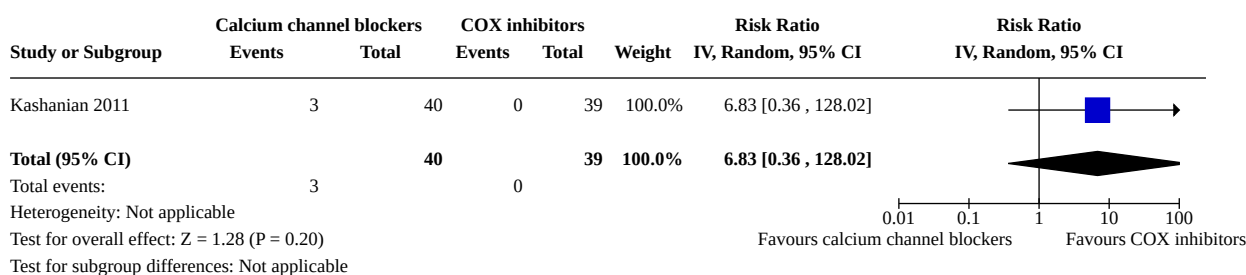 Calcium channel blockers COX inhibitors Risk Ratio Risk Ratio
Study or Subgroup Events Total Events Total Weight IV, Random, 95% CI IV, Random, 95% CI
Kashanian 2011 3 40 0 39 100.0% 6.83 [0.36 , 128.02]
Total (95% CI) 40 39 100.0% 6.83 [0.36 , 128.02]
Total events: 3 0
Heterogeneity: Not applicable
0.01 0.1 1 10 100
Test for overall effect: Z = 1.28 (P = 0.20) Favours calcium channel blockers Favours COX inhibitors
Test for subgroup differences: Not applicable